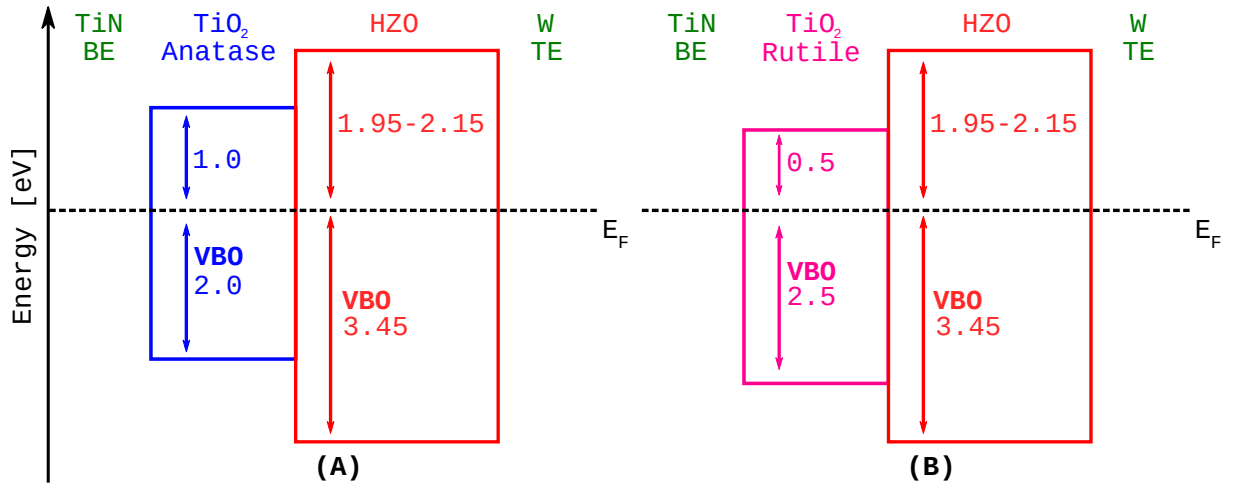 TiN
BE
TiO₂
Anatase
HZO
W
TE
1.95-2.15
1.0
E_F
VBO
2.0
VBO
3.45
(A)
Energy [eV]
TiN
BE
TiO₂
Rutile
HZO
W
TE
1.95-2.15
0.5
E_F
VBO
2.5
VBO
3.45
(B)